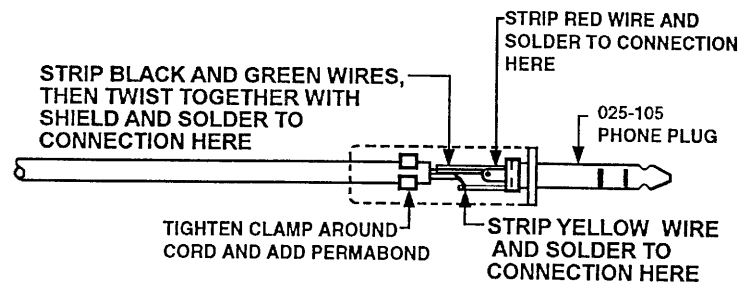 STRIP RED WIRE AND
SOLDER TO CONNECTION
HERE
STRIP BLACK AND GREEN WIRES,
THEN TWIST TOGETHER WITH
SHIELD AND SOLDER TO
CONNECTION HERE
025-105
PHONE PLUG
TIGHTEN CLAMP AROUND
CORD AND ADD PERMABOND
STRIP YELLOW WIRE
AND SOLDER TO
CONNECTION HERE